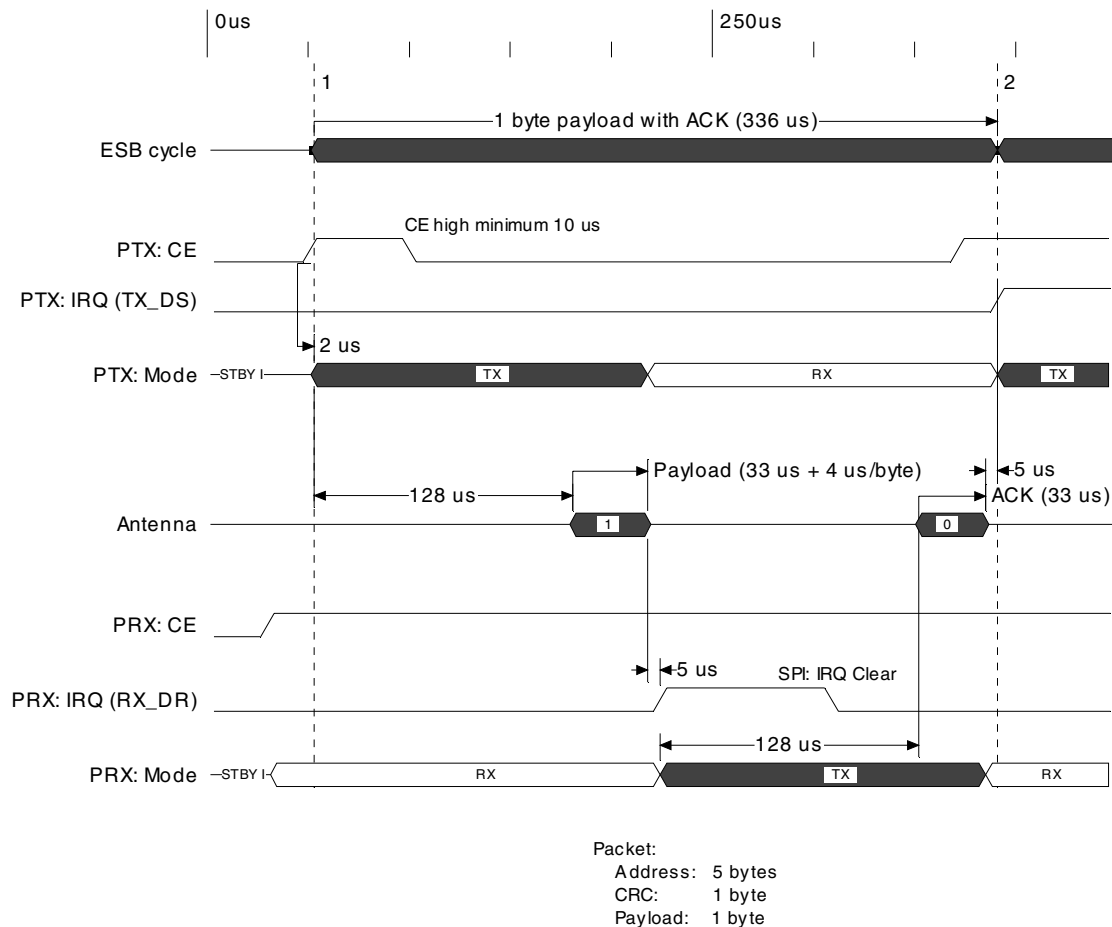 0us
250us
1
2
1 byte payload with ACK (336 us)
ESB cycle
CE high minimum 10 us
PTX: CE
PTX: IRQ (TX_DS)
2 us
PTX: Mode
STBY I
TX
RX
TX
Payload (33 us + 4 us/byte)
5 us
128 us
ACK (33 us)
Antenna
1
0
PRX: CE
5 us
SPI: IRQ Clear
PRX: IRQ (RX_DR)
128 us
PRX: Mode
STBY I
RX
TX
RX
Packet:
Address: 5 bytes
CRC: 1 byte
Payload: 1 byte